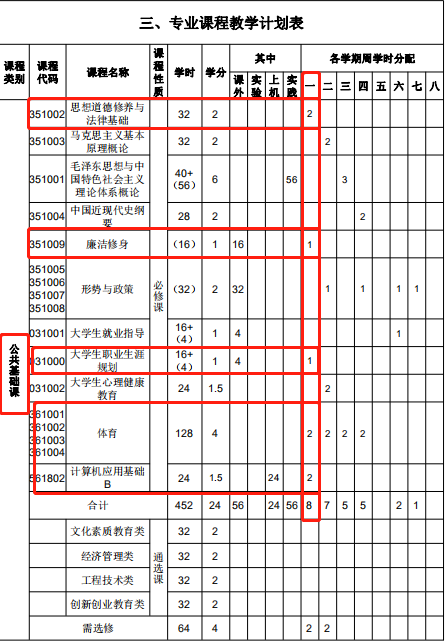 三、专业课程教学计划表
课程类别 课程代码 课程名称 课程性质 学时 学分 其中 各学期周学时分配
课外 实验 上机 实践 一 二 三 四 五 六 七 八
公共基础课 必修课
351002 思想道德修养与法律基础 32 2 2
351003 马克思主义基本原理概论 32 2 2
351001 毛泽东思想与中国特色社会主义理论体系概论 40+(56) 6 56 3
351004 中国近现代史纲要 28 2 2
351009 廉洁修身 (16) 1 16 1
351005 351006 351007 351008 形势与政策 (32) 2 32 1 1 1 1
031001 大学生就业指导 16+(4) 1 4 1
031000 大学生职业生涯规划 16+(4) 1 4 1
031002 大学生心理健康教育 24 1.5 2
361001 361002 361003 361004 体育 128 4 2 2 2 2
561802 计算机应用基础B 24 1.5 24 2
合计 452 24 56 24 56 8 7 5 5 2 1
通选课
文化素质教育类 32 2
经济管理类 32 2
工程技术类 32 2
创新创业教育类 32 2
需选修 64 4 2 2